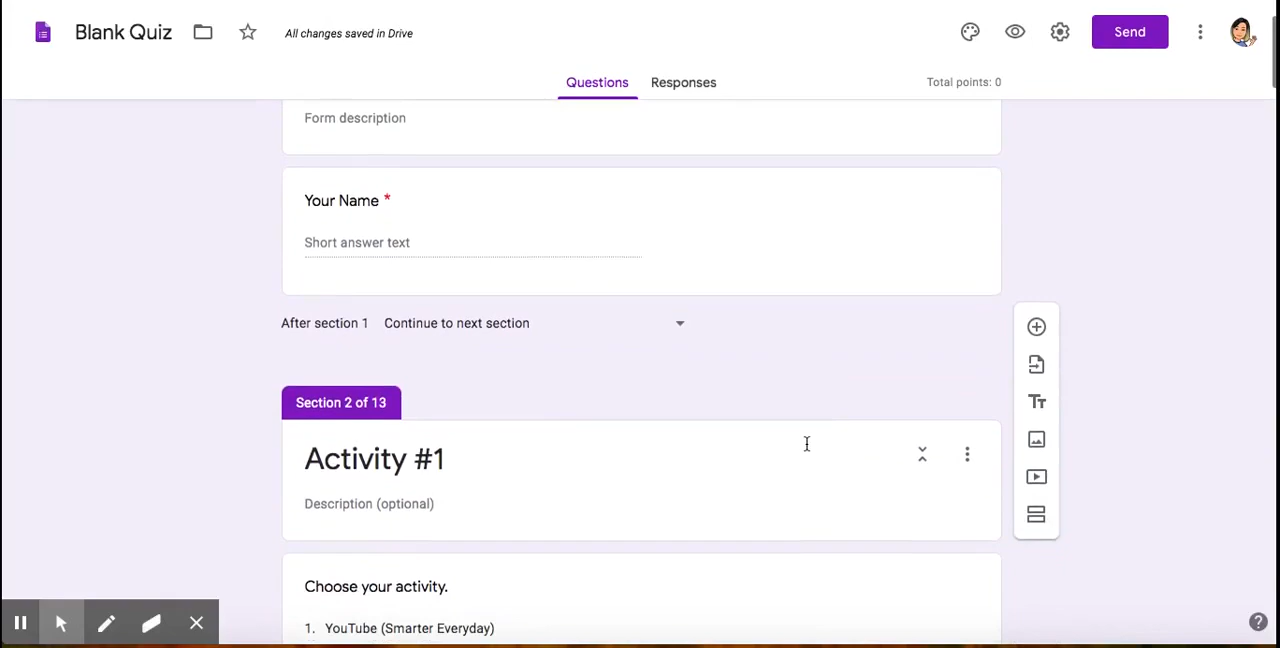 Blank Quiz
All changes saved in Drive
Send
Questions
Responses
Total points: 0
Form description
Your Name *
Short answer text
After section 1 Continue to next section
Section 2 of 13
Activity #1
Description (optional)
Choose your activity.
1. YouTube (Smarter Everyday)
Tт
?